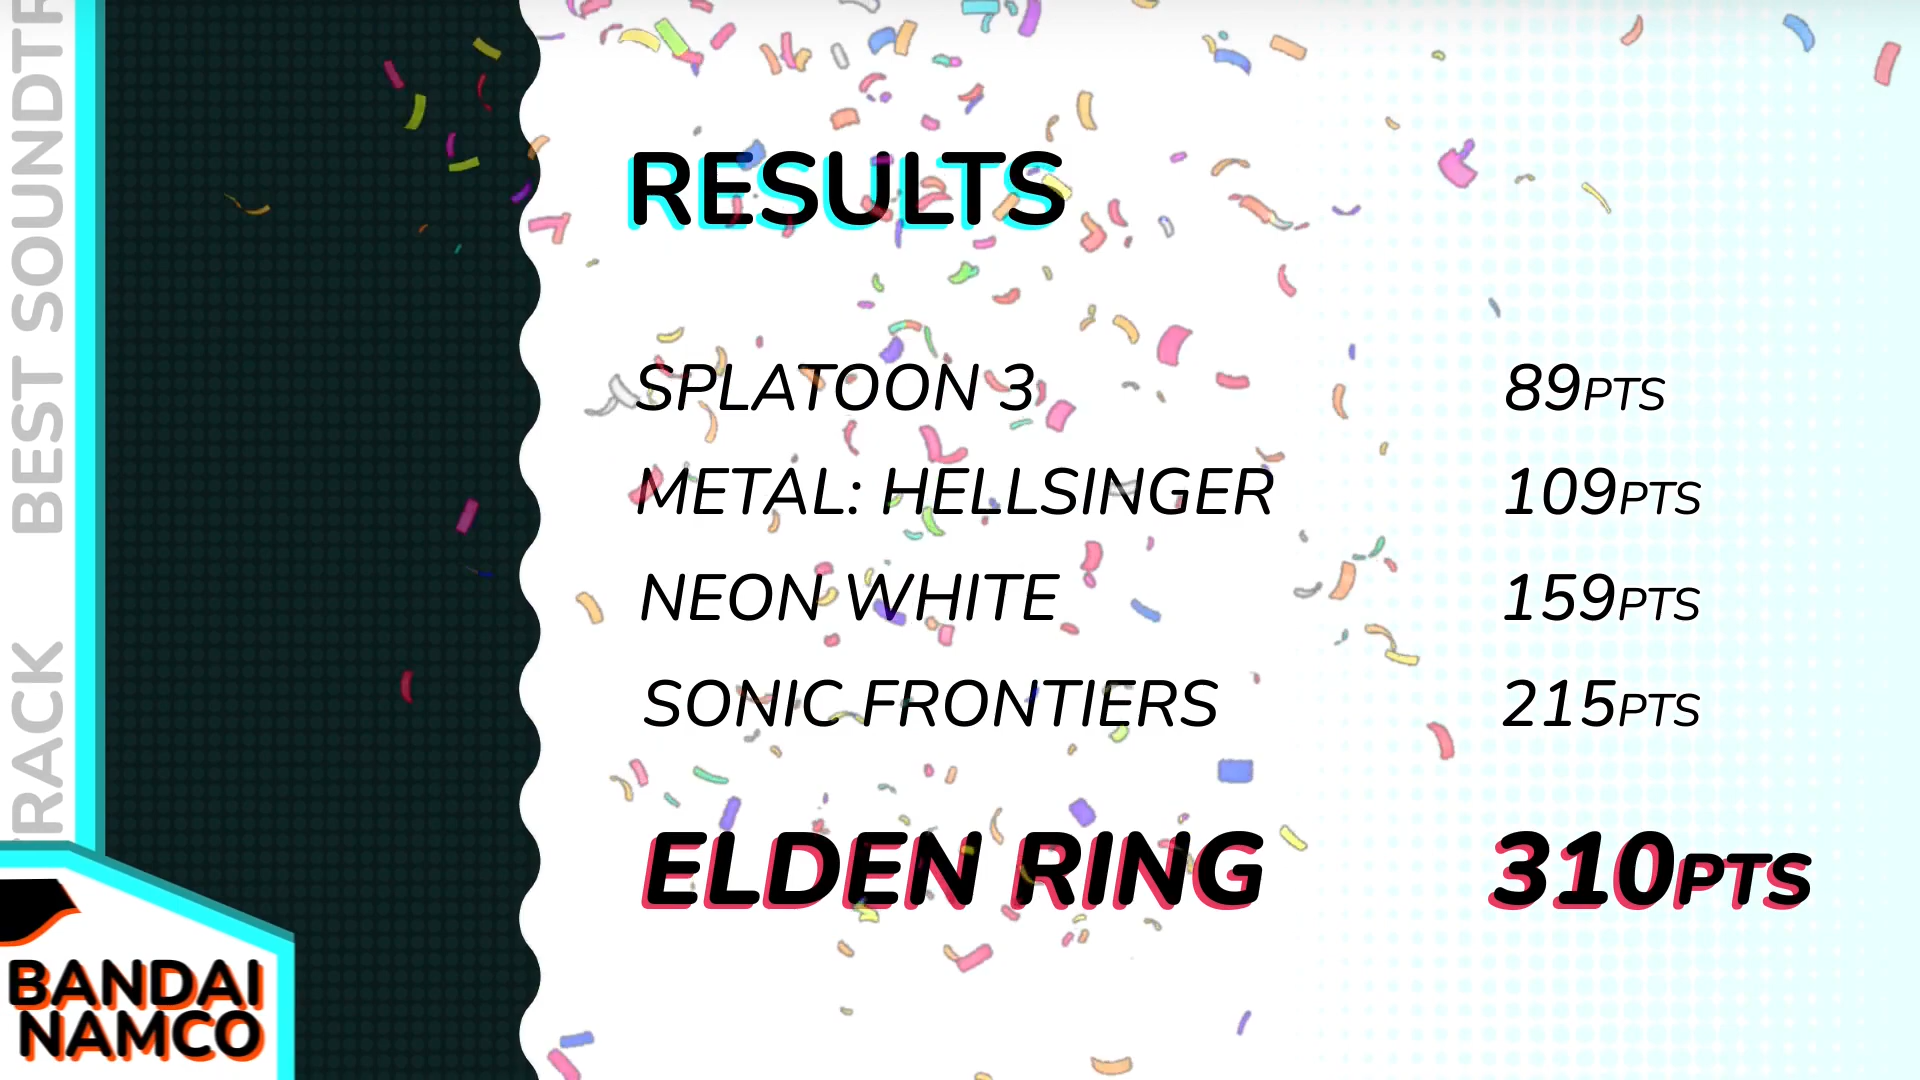 BEST SOUNDTR
RACK
RESULTS
SPLATOON 3 89PTS
METAL: HELLSINGER 109PTS
NEON WHITE 159PTS
SONIC FRONTIERS 215PTS
ELDEN RING 310PTS
BANDAI
NAMCO